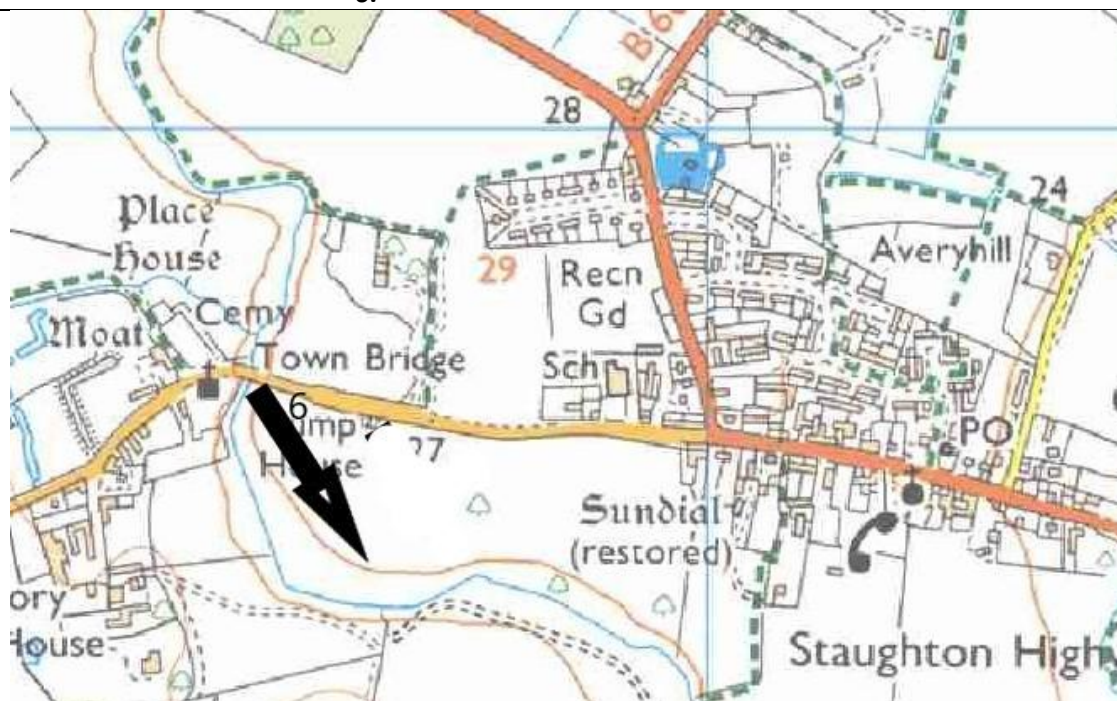 28
24
Place
House
29
Averyhill
Recn
Gd
Cemy
Moat
Town Bridge
Sch
6
27
PO
Sundial
(restored)
Staughton High